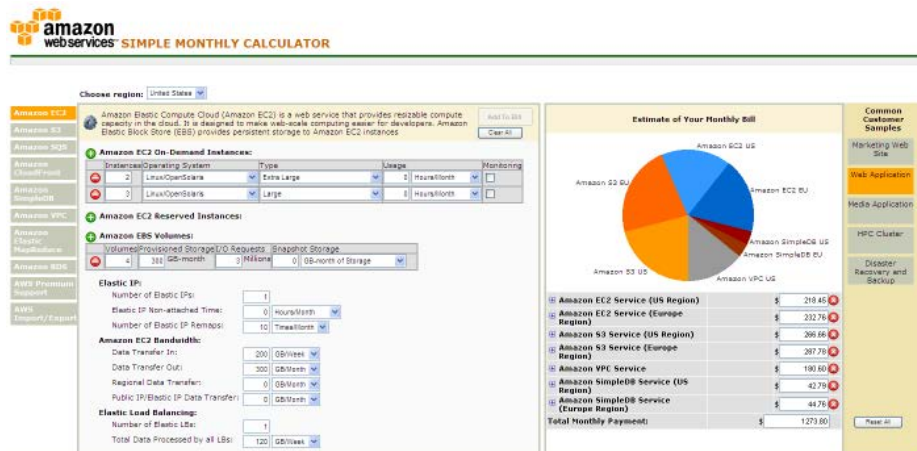 amazon
webservices™ SIMPLE MONTHLY CALCULATOR
Choose region: United States
Amazon EC2
Amazon S3
Amazon SQS
Amazon CloudFront
Amazon SimpleDB
Amazon VPC
Amazon Elastic MapReduce
Amazon RDS
AWS Premium Support
AWS Import/Export
Amazon Elastic Compute Cloud (Amazon EC2) is a web service that provides resizable compute
capacity in the cloud. It is designed to make web-scale computing easier for developers. Amazon
Elastic Block Store (EBS) provides persistent storage to Amazon EC2 instances
Add To Bill
Clear All
Amazon EC2 On-Demand Instances:
Instances Operating System Type Usage Monitoring
2 Linux/OpenSolaris Extra Large Hours/Month
3 Linux/OpenSolaris Large Hours/Month
Amazon EC2 Reserved Instances:
Amazon EBS Volumes:
Volumes Provisioned Storage I/O Requests Snapshot Storage
4 GB-month 3 Millions 0 GB-month of Storage
Elastic IP:
Number of Elastic IPs: 1
Elastic IP Non-attached Time: 0 Hours/Month
Number of Elastic IP Remaps: 10 Times/Month
Amazon EC2 Bandwidth:
Data Transfer In: 200 GB/Week
Data Transfer Out: 300 GB/Month
Regional Data Transfer: 0 GB/Month
Public IP/Elastic IP Data Transfer: 0 GB/Month
Elastic Load Balancing:
Number of Elastic LBs: 1
Total Data Processed by all LBs: 120 GB/Week
Estimate of Your Monthly Bill
Amazon EC2 US
Amazon EC2 EU
Amazon SimpleDB US
Amazon SimpleDB EU
Amazon VPC US
Amazon S3 US
Amazon S3 EU
Amazon EC2 Service (US Region) $ 218.45
Amazon EC2 Service (Europe Region) $ 232.76
Amazon S3 Service (US Region) $ 266.66
Amazon S3 Service (Europe Region) $ 287.78
Amazon VPC Service $ 180.60
Amazon SimpleDB Service (US Region) $ 42.79
Amazon SimpleDB Service (Europe Region) $ 44.76
Total Monthly Payment: $ 1273.80
Common Customer Samples
Marketing Web Site
Web Application
Media Application
HPC Cluster
Disaster Recovery and Backup
Reset All